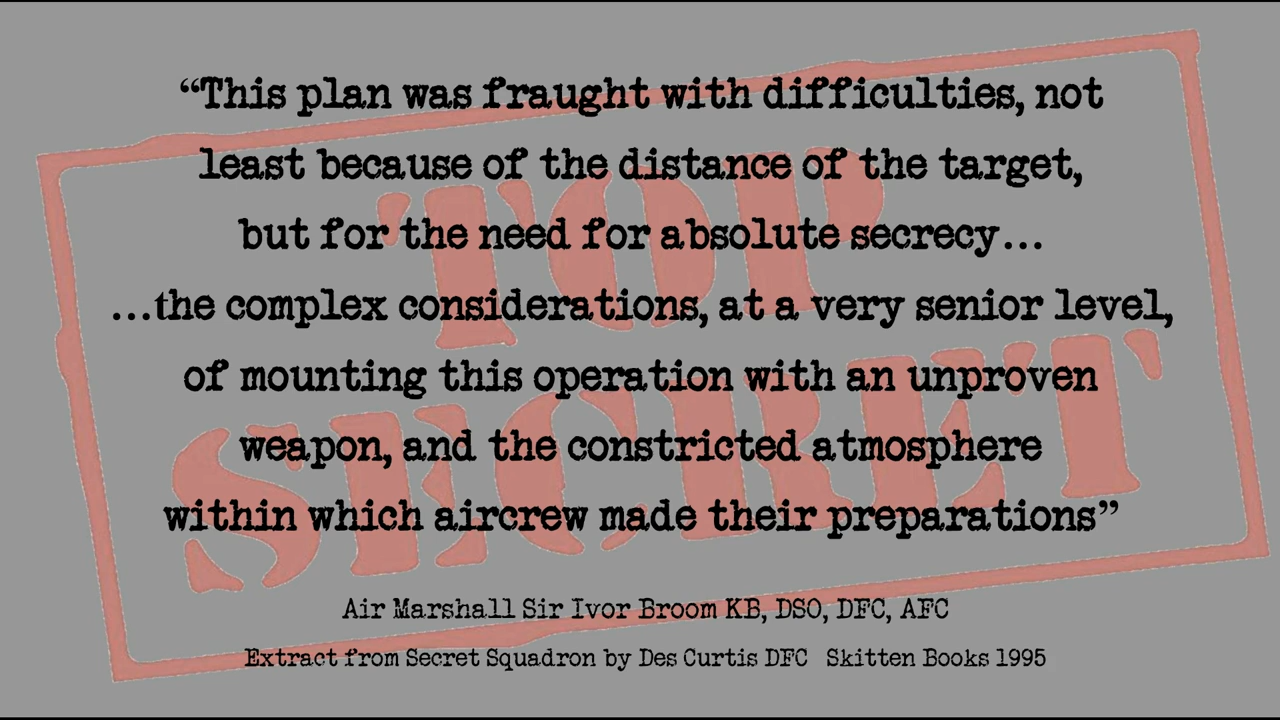 “This plan was fraught with difficulties, not
least because of the distance of the target,
but for the need for absolute secrecy...
...the complex considerations, at a very senior level,
of mounting this operation with an unproven
weapon, and the constricted atmosphere
within which aircrew made their preparations”
Air Marshall Sir Ivor Broom KB, DSO, DFC, AFC
Extract from Secret Squadron by Des Curtis DFC Skitten Books 1995
TOP
SECRET